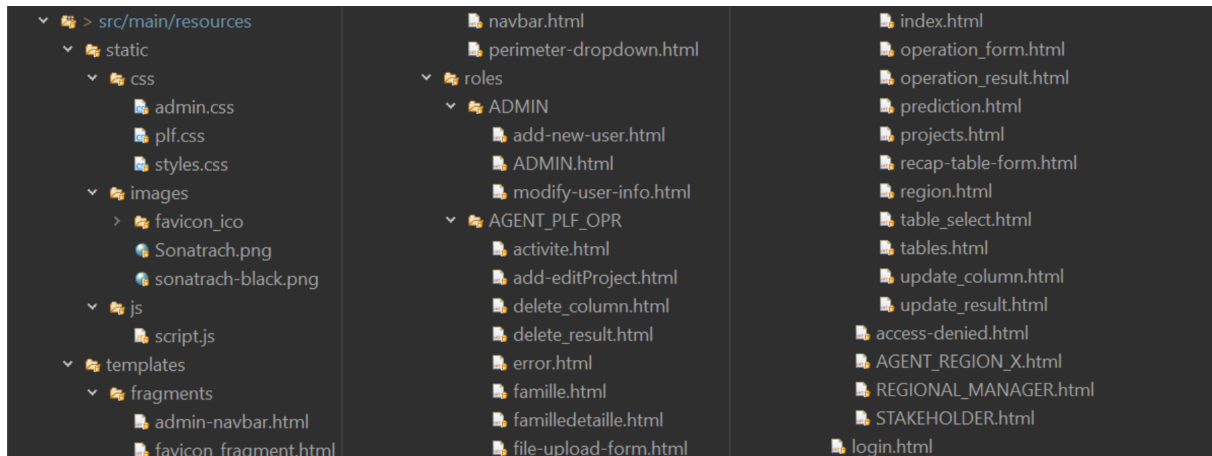 > src/main/resources
static
css
admin.css
plf.css
styles.css
images
favicon_ico
Sonatrach.png
sonatrach-black.png
js
script.js
templates
fragments
admin-navbar.html
favicon_fragment.html
navbar.html
perimeter-dropdown.html
roles
ADMIN
add-new-user.html
ADMIN.html
modify-user-info.html
AGENT_PLF_OPR
activite.html
add-editProject.html
delete_column.html
delete_result.html
error.html
famille.html
familledetaille.html
file-upload-form.html
index.html
operation_form.html
operation_result.html
prediction.html
projects.html
recap-table-form.html
region.html
table_select.html
tables.html
update_column.html
update_result.html
access-denied.html
AGENT_REGION_X.html
REGIONAL_MANAGER.html
STAKEHOLDER.html
login.html